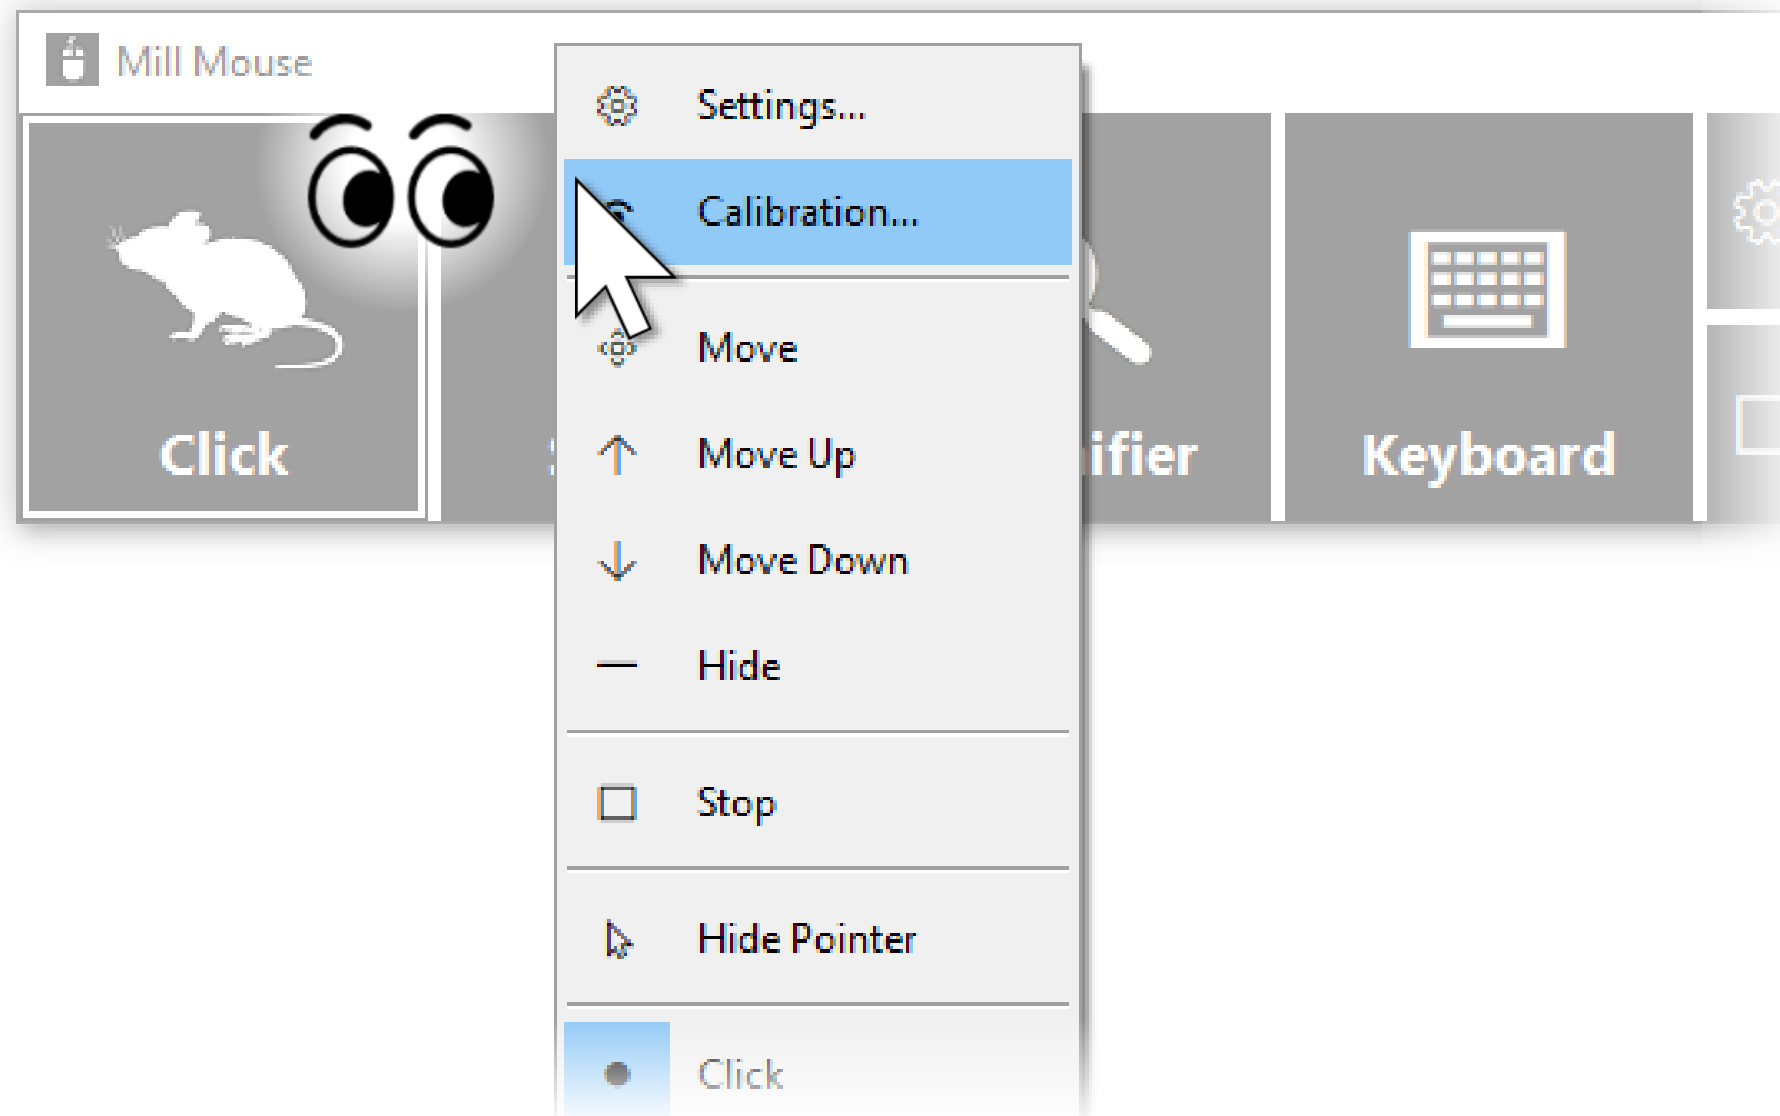 Mill Mouse
Settings...
Calibration...
Move
Move Up
Move Down
Hide
Stop
Hide Pointer
Click
Click
ifier
Keyboard